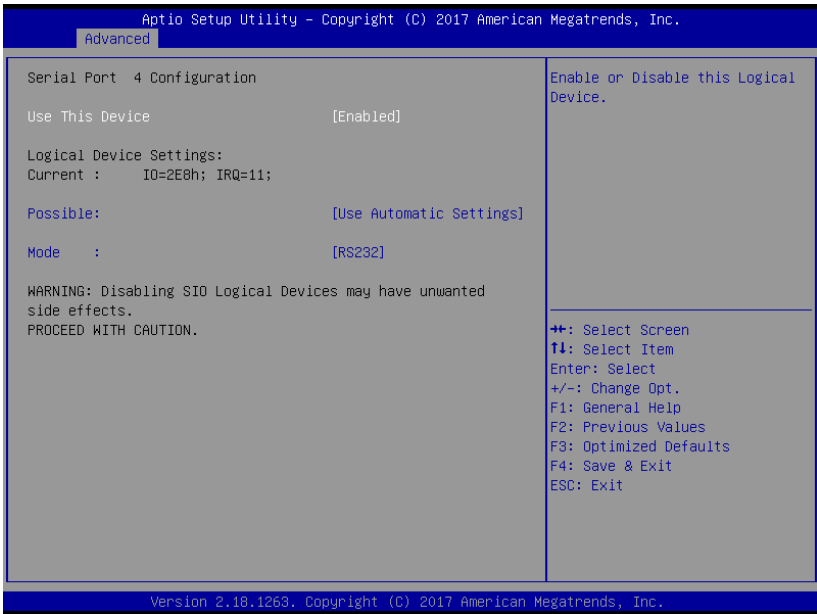 Aptio Setup Utility – Copyright (C) 2017 American Megatrends, Inc.
Advanced
Serial Port  4 Configuration
Use This Device [Enabled]
Logical Device Settings:
Current : IO=2E8h; IRQ=11;
Possible: [Use Automatic Settings]
Mode : [RS232]
WARNING: Disabling SIO Logical Devices may have unwanted
side effects.
PROCEED WITH CAUTION.
Enable or Disable this Logical
Device.
→←: Select Screen
↑↓: Select Item
Enter: Select
+/-: Change Opt.
F1: General Help
F2: Previous Values
F3: Optimized Defaults
F4: Save & Exit
ESC: Exit
Version 2.18.1263. Copyright (C) 2017 American Megatrends, Inc.